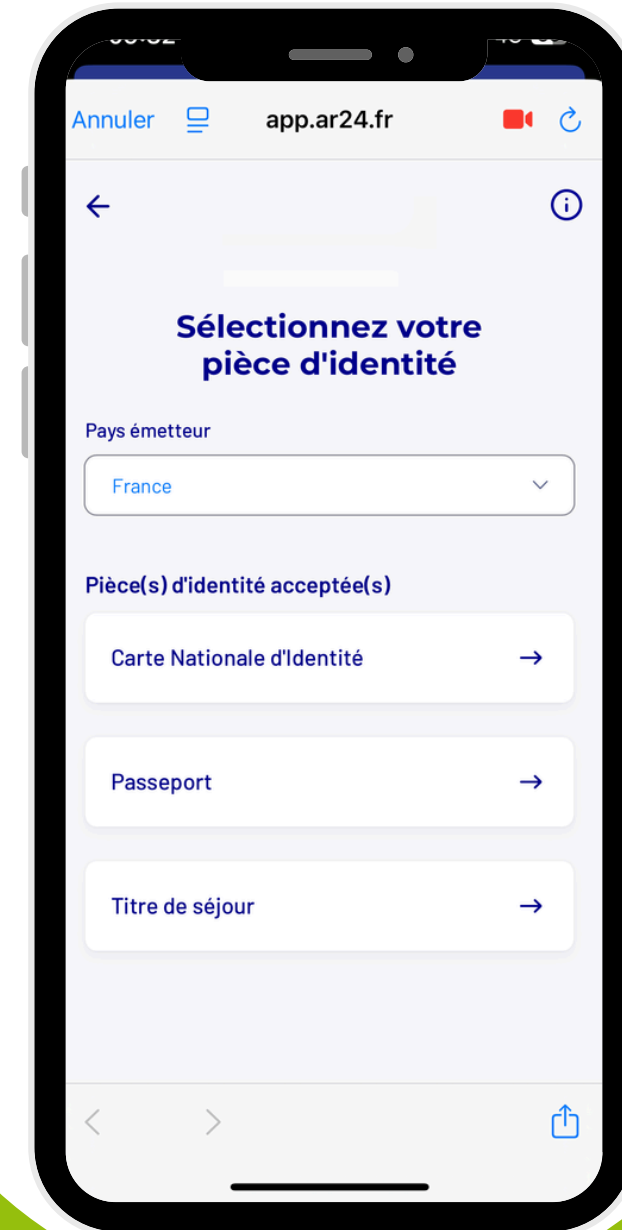 Annuler
app.ar24.fr
Sélectionnez votre
pièce d'identité
Pays émetteur
France
Pièce(s) d'identité acceptée(s)
Carte Nationale d'Identité
Passeport
Titre de séjour